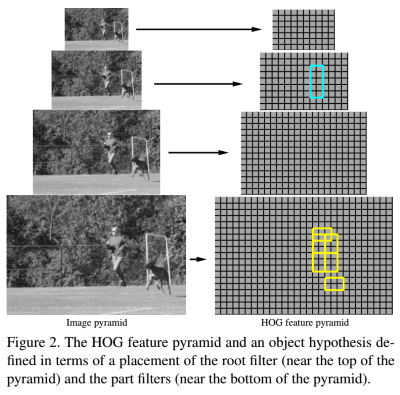 Image pyramid
HOG feature pyramid
Figure 2. The HOG feature pyramid and an object hypothesis de-
fined in terms of a placement of the root filter (near the top of the
pyramid) and the part filters (near the bottom of the pyramid).